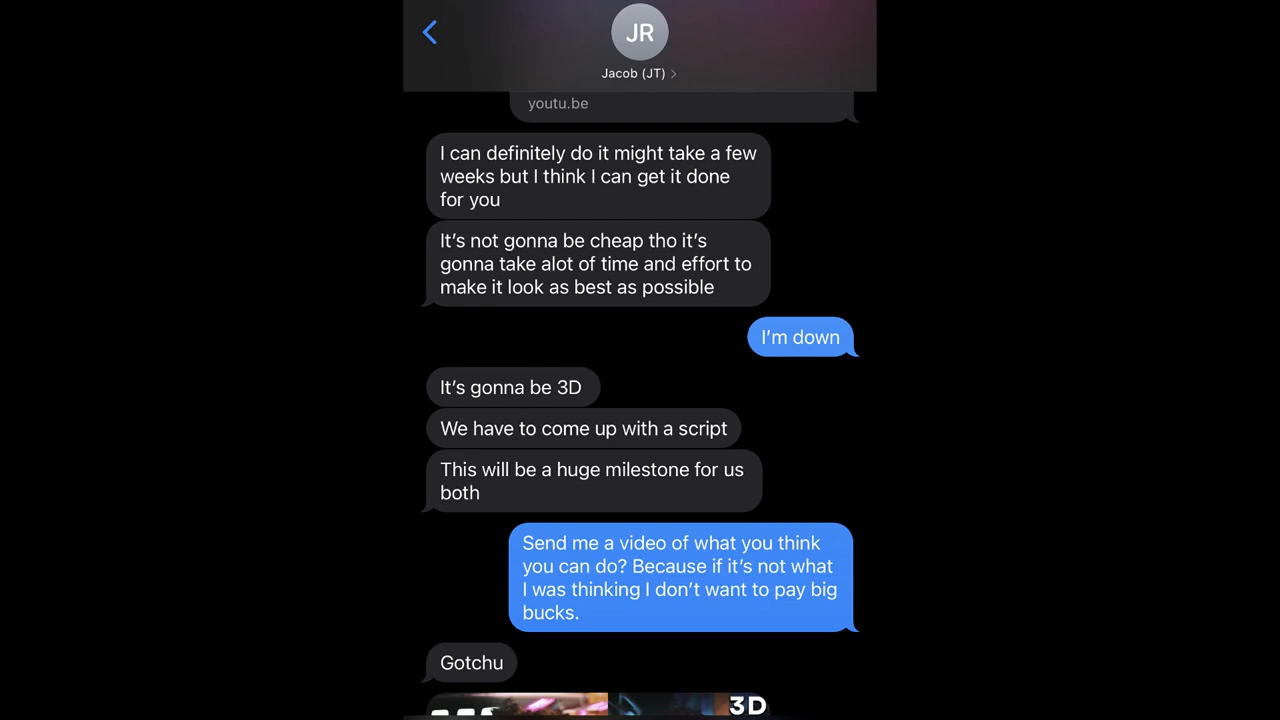 JR
Jacob (JT)
youtu.be
I can definitely do it might take a few
weeks but I think I can get it done
for you
It’s not gonna be cheap tho it’s
gonna take alot of time and effort to
make it look as best as possible
I’m down
It’s gonna be 3D
We have to come up with a script
This will be a huge milestone for us
both
Send me a video of what you think
you can do? Because if it’s not what
I was thinking I don’t want to pay big
bucks.
Gotchu
3D